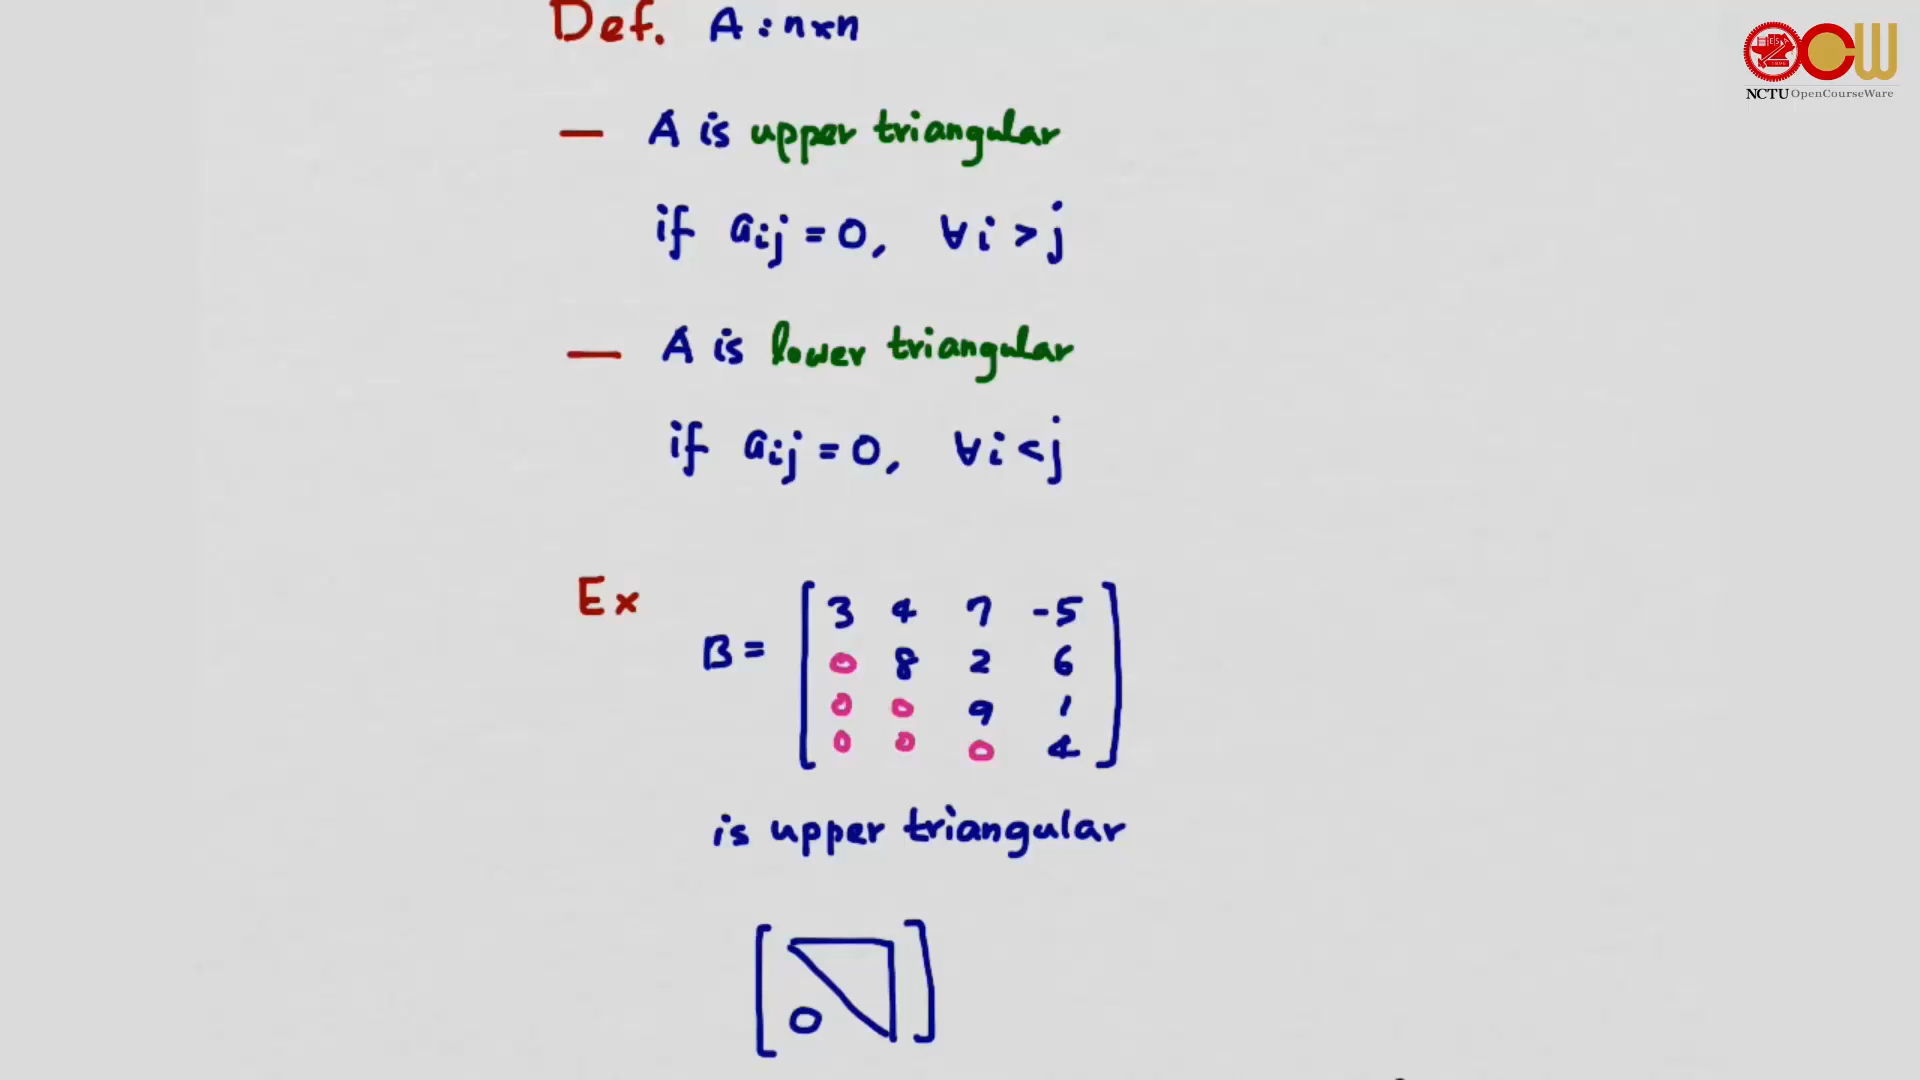 Def. A : n×n
— A is upper triangular
if aij = 0, ∀i > j
— A is lower triangular
if aij = 0, ∀i < j
Ex
B = [ 3 4 7 -5
0 8 2 6
0 0 9 1
0 0 0 4 ]
is upper triangular
[ 0 ]
OCW
NCTU OpenCourseWare